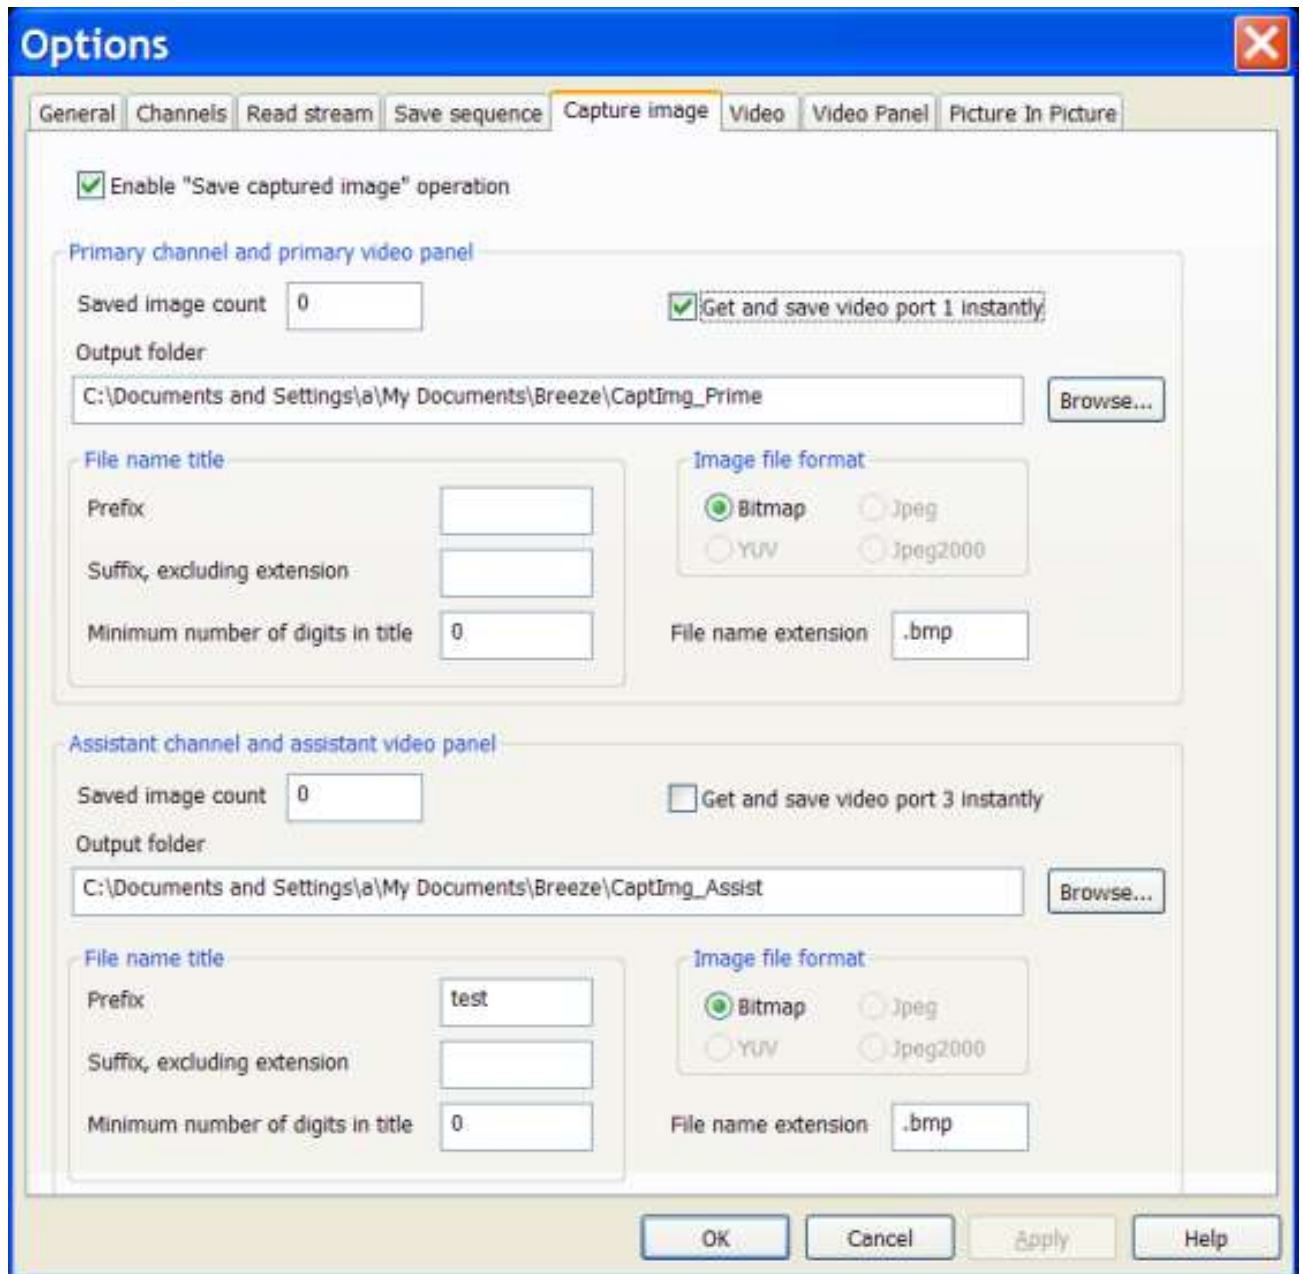 Options
General Channels Read stream Save sequence Capture image Video Video Panel Picture In Picture
Enable "Save captured image" operation
Primary channel and primary video panel
Saved image count 0 Get and save video port 1 instantly
Output folder
C:\Documents and Settings\a\My Documents\Breeze\CaptImg_Prime Browse...
File name title Image file format
Prefix Bitmap Jpeg
YUV Jpeg2000
Suffix, excluding extension
Minimum number of digits in title 0 File name extension .bmp
Assistant channel and assistant video panel
Saved image count 0 Get and save video port 3 instantly
Output folder
C:\Documents and Settings\a\My Documents\Breeze\CaptImg_Assist Browse...
File name title Image file format
Prefix test Bitmap Jpeg
YUV Jpeg2000
Suffix, excluding extension
Minimum number of digits in title 0 File name extension .bmp
OK Cancel Apply Help